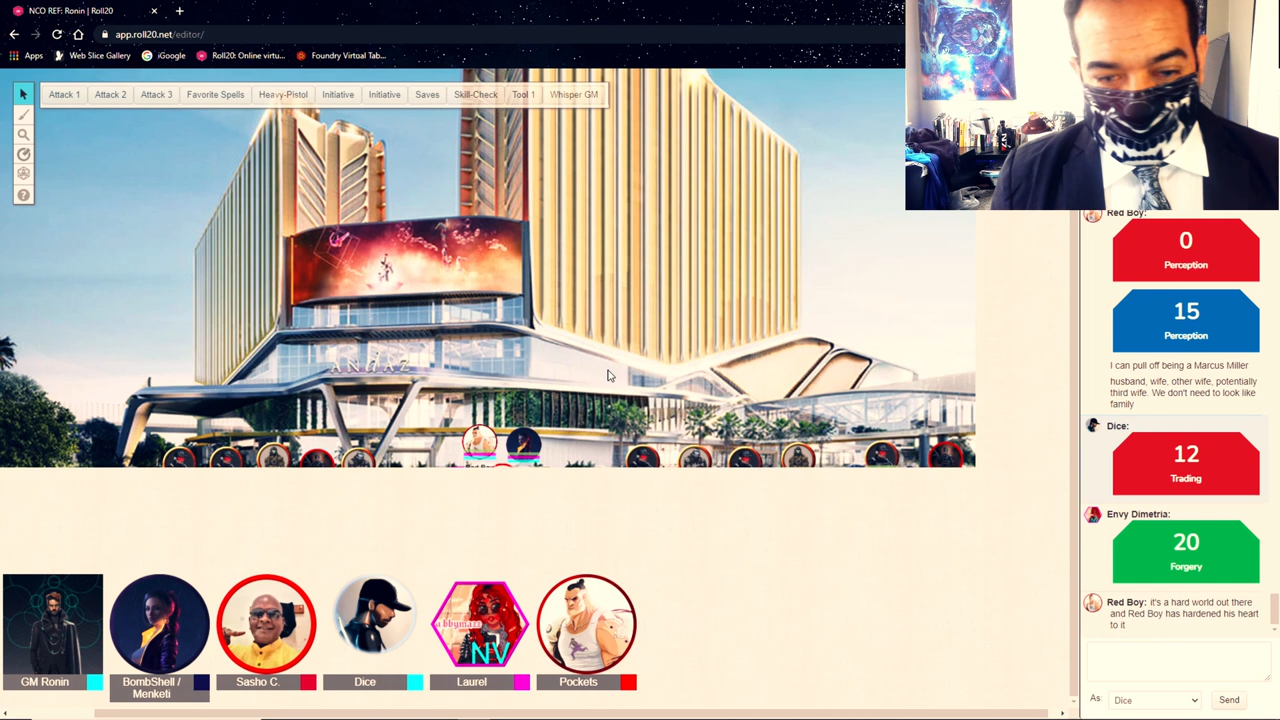 NCO REF: Ronin | Roll20
app.roll20.net/editor/
Apps Web Slice Gallery iGoogle Roll20: Online virtu... Foundry Virtual Tab...
Attack 1 Attack 2 Attack 3 Favorite Spells Heavy-Pistol Initiative Initiative Saves Skill-Check Tool 1 Whisper GM
ANdAZ
Red Boy:
0
Perception
15
Perception
I can pull off being a Marcus Miller
husband, wife, other wife, potentially
third wife. We don't need to look like
family
Dice:
12
Trading
Envy Dimetria:
20
Forgery
Red Boy: it's a hard world out there
and Red Boy has hardened his heart
to it
As: Dice Send
NV
GM Ronin
BombShell /
Menketi
Sasho C.
Dice
Laurel
Pockets